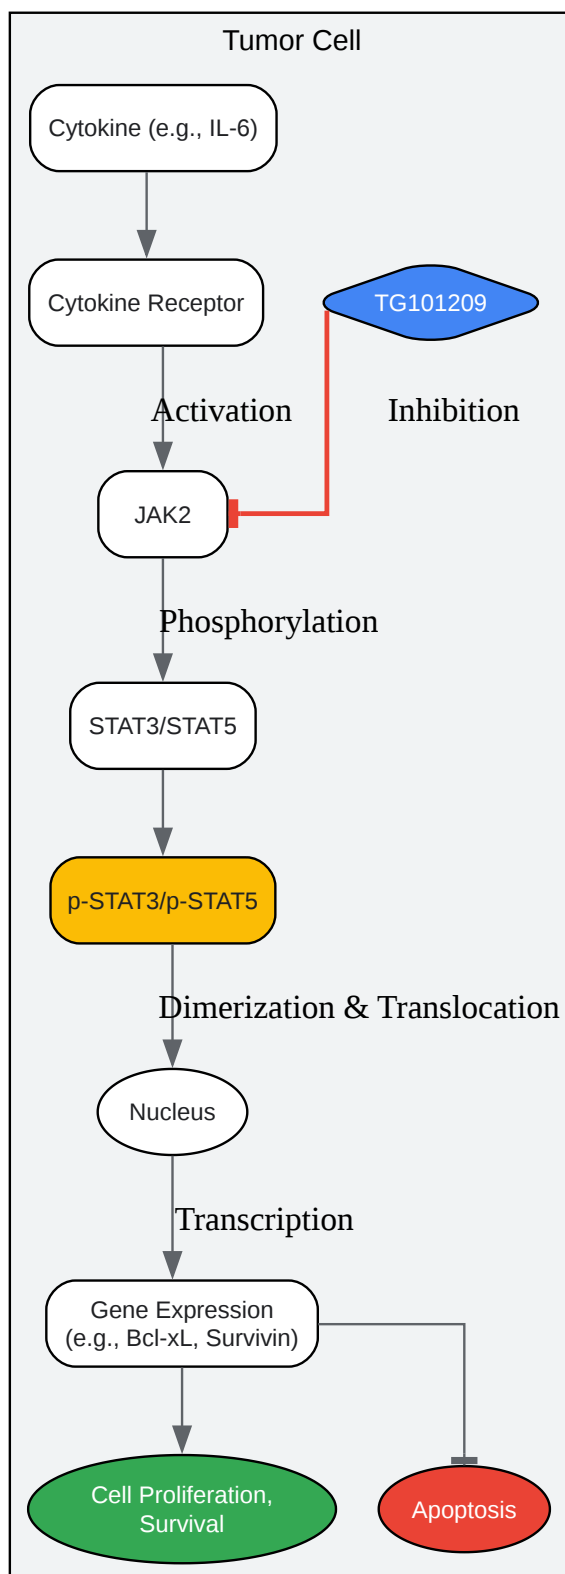 Tumor Cell
Cytokine (e.g., IL-6)
Cytokine Receptor
TG101209
Activation
Inhibition
JAK2
Phosphorylation
STAT3/STAT5
p-STAT3/p-STAT5
Dimerization & Translocation
Nucleus
Transcription
Gene Expression
(e.g., Bcl-xL, Survivin)
Cell Proliferation,
Survival
Apoptosis